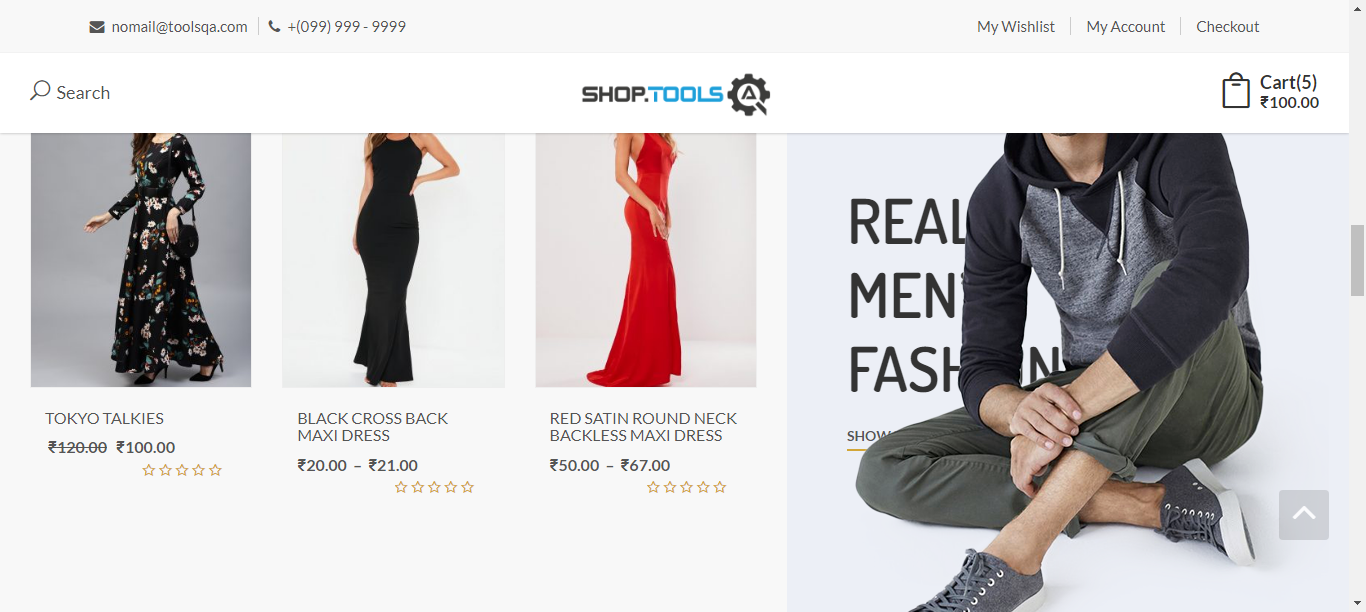 nomail@toolsqa.com
+(099) 999 - 9999
My Wishlist
My Account
Checkout
Search
SHOP.TOOLS
Cart(5)
₹100.00
TOKYO TALKIES
₹120.00 ₹100.00
BLACK CROSS BACK
MAXI DRESS
₹20.00 – ₹21.00
RED SATIN ROUND NECK
BACKLESS MAXI DRESS
₹50.00 – ₹67.00
REAL
MEN'
FASHION
SHOW